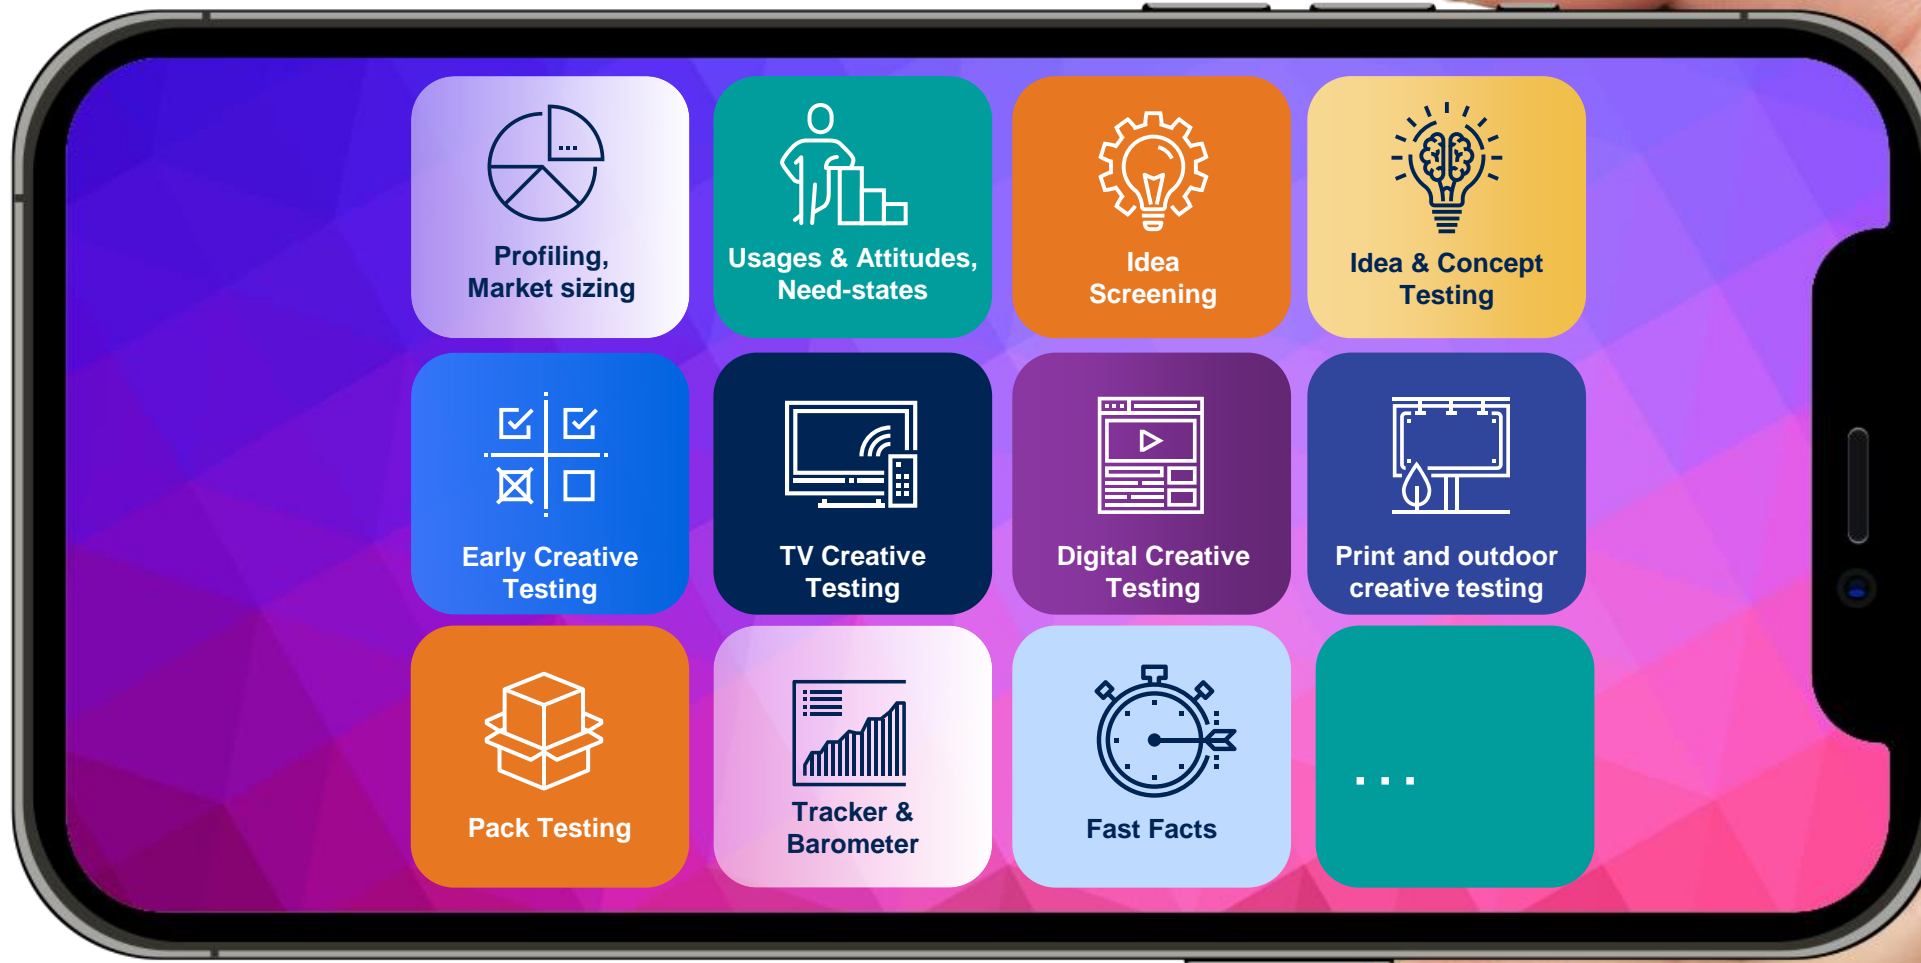 Profiling,
Market sizing
Usages & Attitudes,
Need-states
Idea
Screening
Idea & Concept
Testing
Early Creative
Testing
TV Creative
Testing
Digital Creative
Testing
Print and outdoor
creative testing
Pack Testing
Tracker &
Barometer
Fast Facts
...